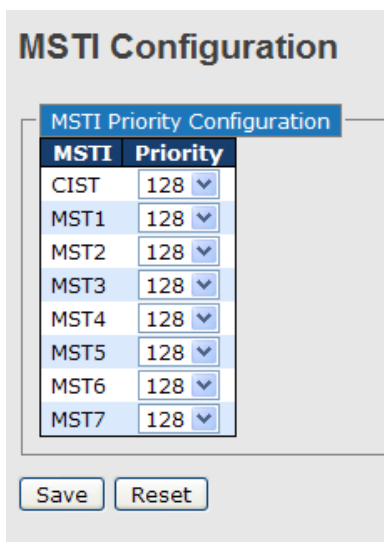 MSTI Configuration
MSTI Priority Configuration
MSTI Priority
CIST 128
MST1 128
MST2 128
MST3 128
MST4 128
MST5 128
MST6 128
MST7 128
Save Reset